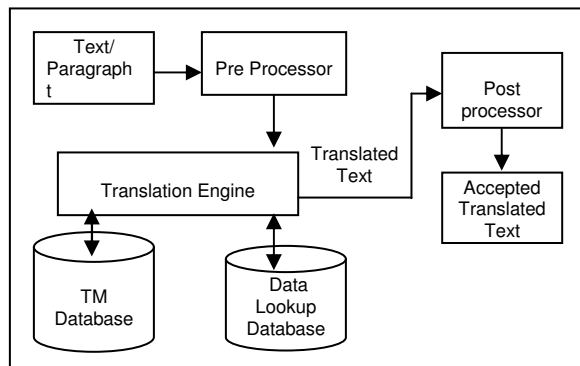 Text/
Paragraph
t
Pre Processor
Post
processor
Translated
Text
Translation Engine
Accepted
Translated
Text
TM
Database
Data
Lookup
Database